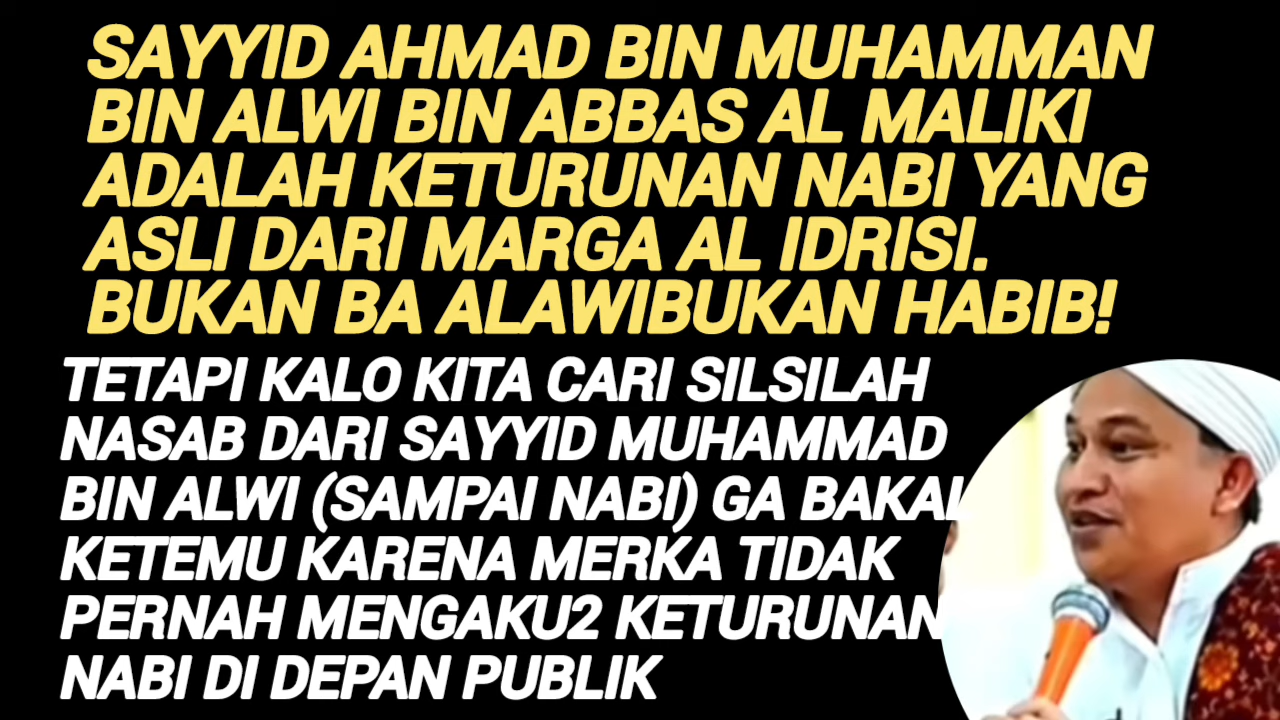 SAYYID AHMAD BIN MUHAMMAN
BIN ALWI BIN ABBAS AL MALIKI
ADALAH KETURUNAN NABI YANG
ASLI DARI MARGA AL IDRISI.
BUKAN BA ALAWIBUKAN HABIB!
TETAPI KALO KITA CARI SILSILAH
NASAB DARI SAYYID MUHAMMAD
BIN ALWI (SAMPAI NABI) GA BAKAL
KETEMU KARENA MERKA TIDAK
PERNAH MENGAKU2 KETURUNAN
NABI DI DEPAN PUBLIK